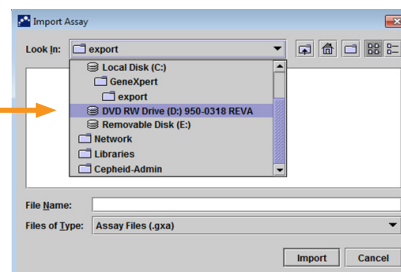 Import Assay
Look In: export
Local Disk (C:)
GeneXpert
export
DVD RW Drive (D:) 950-0318 REVA
Removable Disk (E:)
Network
Libraries
Cepheid-Admin
File Name:
Files of Type: Assay Files (.gxa)
Import Cancel